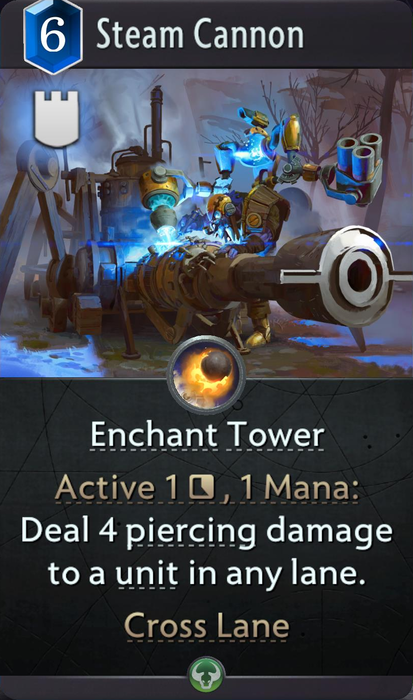 6 Steam Cannon
Enchant Tower
Active 1 , 1 Mana:
Deal 4 piercing damage
to a unit in any lane.
Cross Lane